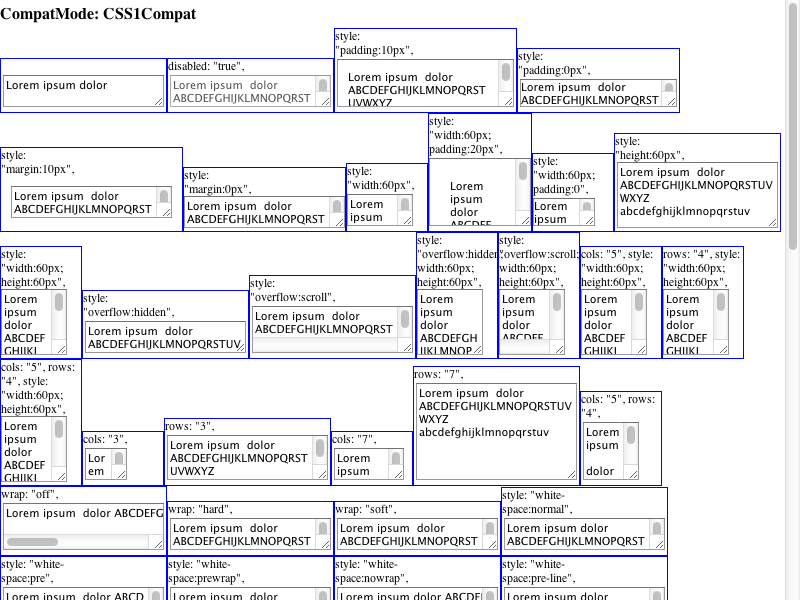 CompatMode: CSS1Compat
Lorem ipsum dolor
disabled: "true",
Lorem ipsum  dolor
ABCDEFGHIJKLMNOPQRST
style:
"padding:10px",
Lorem ipsum  dolor
ABCDEFGHIJKLMNOPQRST
UVWXYZ
style:
"padding:0px",
Lorem ipsum  dolor
ABCDEFGHIJKLMNOPQRST
style:
"margin:10px",
Lorem ipsum  dolor
ABCDEFGHIJKLMNOPQRST
style:
"margin:0px",
Lorem ipsum  dolor
ABCDEFGHIJKLMNOPQRST
style:
"width:60px",
Lorem
ipsum
style:
"width:60px;
padding:20px",
Lorem
ipsum
dolor
ABCDEF
style:
"width:60px;
padding:0",
Lorem
ipsum
style:
"height:60px",
Lorem ipsum  dolor
ABCDEFGHIJKLMNOPQRSTUV
WXYZ
abcdefghijklmnopqrstuv
style:
"width:60px;
height:60px",
Lorem
ipsum
dolor
ABCDEF
GHIJKL
style:
"overflow:hidden",
Lorem ipsum  dolor
ABCDEFGHIJKLMNOPQRSTUV
style:
"overflow:scroll",
Lorem ipsum  dolor
ABCDEFGHIJKLMNOPQRST
style:
"overflow:hidden;
width:60px;
height:60px",
Lorem
ipsum
dolor
ABCDEFGH
IJKLMNOP
style:
"overflow:scroll;
width:60px;
height:60px",
Lorem
ipsum
dolor
ABCDEF
cols: "5", style:
"width:60px;
height:60px",
Lorem
ipsum
dolor
ABCDEF
GHIJKL
rows: "4", style:
"width:60px;
height:60px",
Lorem
ipsum
dolor
ABCDEF
GHIJKL
cols: "5", rows:
"4", style:
"width:60px;
height:60px",
Lorem
ipsum
dolor
ABCDEF
GHIJKL
cols: "3",
Lor
em
rows: "3",
Lorem ipsum  dolor
ABCDEFGHIJKLMNOPQRST
UVWXYZ
cols: "7",
Lorem
ipsum
rows: "7",
Lorem ipsum  dolor
ABCDEFGHIJKLMNOPQRSTUV
WXYZ
abcdefghijklmnopqrstuv
cols: "5", rows:
"4",
Lorem
ipsum
dolor
wrap: "off",
Lorem ipsum  dolor ABCDEFG
wrap: "hard",
Lorem ipsum  dolor
ABCDEFGHIJKLMNOPQRST
wrap: "soft",
Lorem ipsum  dolor
ABCDEFGHIJKLMNOPQRST
style: "white-
space:normal",
Lorem ipsum  dolor
ABCDEFGHIJKLMNOPQRST
style: "white-
space:pre",
Lorem ipsum  dolor ABCD
style: "white-
space:prewrap",
Lorem ipsum  dolor
style: "white-
space:nowrap",
Lorem ipsum dolor ABCDEF
style: "white-
space:pre-line",
Lorem ipsum dolor